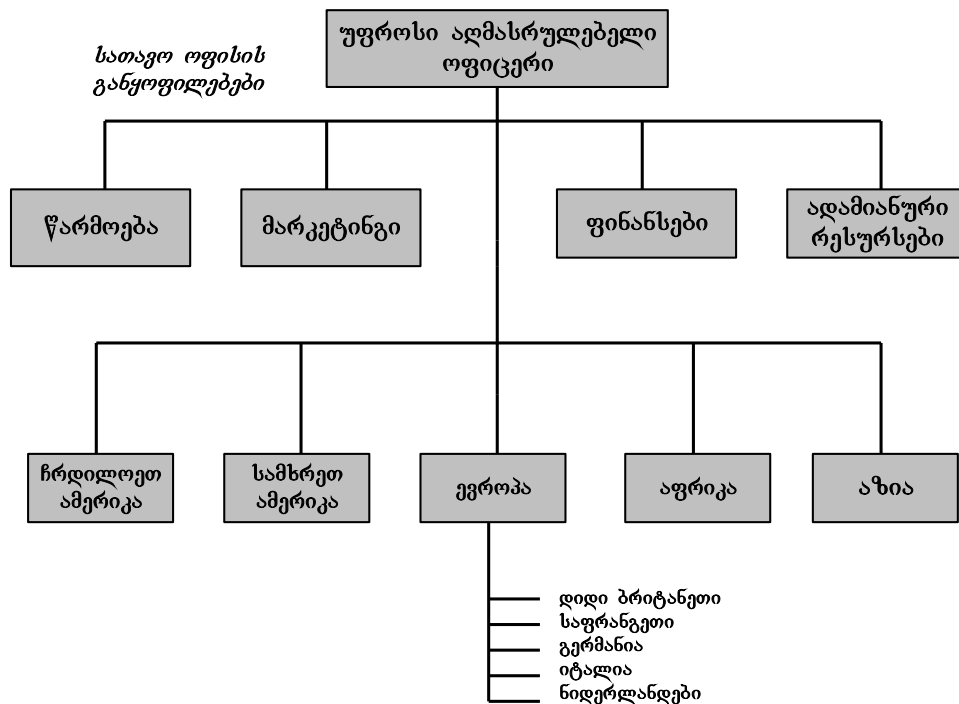 უფროსი აღმასრულებელი
ოფიცერი
სათავო ოფისის
განყოფილებები
წარმოება
მარკეტინგი
ფინანსები
ადამიანური
რესურსები
ჩრდილოეთ
ამერიკა
სამხრეთ
ამერიკა
ევროპა
აფრიკა
აზია
დიდი ბრიტანეთი
საფრანგეთი
გერმანია
იტალია
ნიდერლანდები